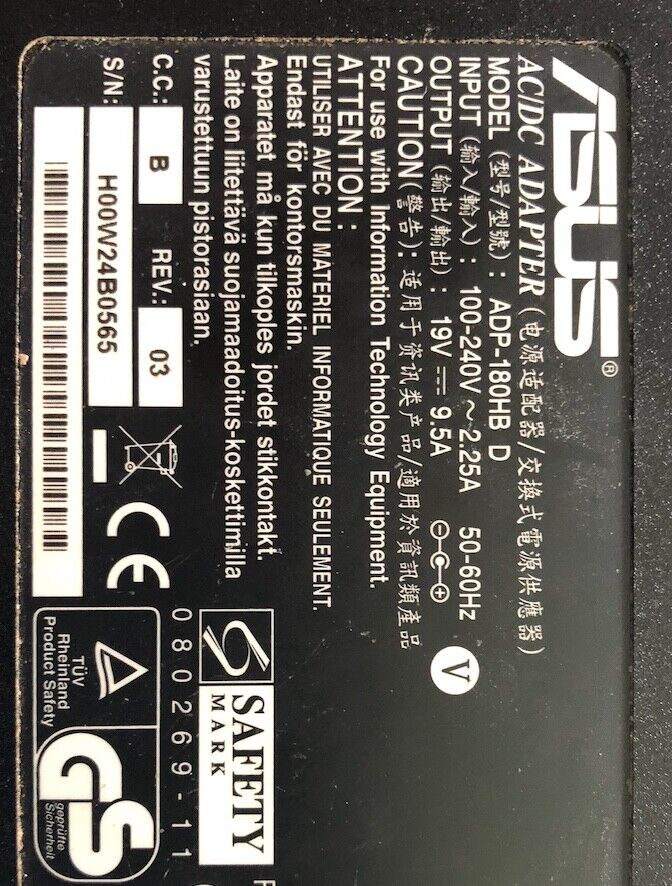 ASUS®
AC/DC ADAPTER (电源适配器/交換式電源供應器)
MODEL (型号/型號): ADP-180HB D
INPUT (输入/輸入): 100-240V ~ 2.25A 50-60Hz
OUTPUT (输出/輸出): 19V ⎓ 9.5A
V
CAUTION (警告): 适用于资讯类产品/適用於資訊類產品
For use with Information Technology Equipment.
ATTENTION:
UTILISER AVEC DU MATERIEL INFORMATIQUE SEULEMENT.
Endast för kontorsmaskin.
Apparatet må kun tilkoples jordet stikkontakt.
Laite on liitettävä suojamaadoitus-koskettimilla
varustettuun pistorasiaan.
C.C.: B REV.: 03
S/N: H00W24B0565
CE
SAFETY
MARK
080269-11
TÜV
Rheinland
Product Safety
GS
geprüfte
Sicherheit